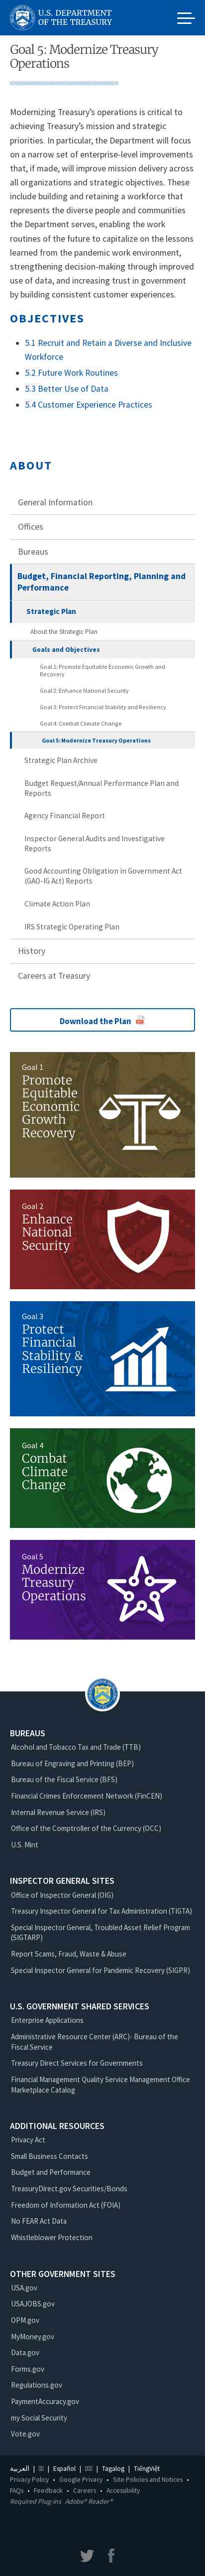 U.S. DEPARTMENT
OF THE TREASURY
Goal 5: Modernize Treasury
Operations
Modernizing Treasury’s operations is critical to
achieving Treasury’s mission and strategic
priorities. In particular, the Department will focus
on a narrow set of enterprise-level improvements
that, if achieved, will improve mission delivery across
all organizations and strategic objectives. These
include hiring and retaining a workforce that
represents the diverse people and communities
the Department serves, enabling the work
routines of the future to capitalize on the lessons
learned from the pandemic work environment,
strengthening decision-making through improved
use of data, and increasing trust in government
by building consistent customer experiences.
OBJECTIVES
5.1 Recruit and Retain a Diverse and Inclusive
Workforce
5.2 Future Work Routines
5.3 Better Use of Data
5.4 Customer Experience Practices
ABOUT
General Information
Offices
Bureaus
Budget, Financial Reporting, Planning and
Performance
Strategic Plan
About the Strategic Plan
Goals and Objectives
Goal 1: Promote Equitable Economic Growth and
Recovery
Goal 2: Enhance National Security
Goal 3: Protect Financial Stability and Resiliency
Goal 4: Combat Climate Change
Goal 5: Modernize Treasury Operations
Strategic Plan Archive
Budget Request/Annual Performance Plan and
Reports
Agency Financial Report
Inspector General Audits and Investigative
Reports
Good Accounting Obligation in Government Act
(GAO-IG Act) Reports
Climate Action Plan
IRS Strategic Operating Plan
History
Careers at Treasury
Download the Plan
Goal 1
Promote
Equitable
Economic
Growth
Recovery
Goal 2
Enhance
National
Security
Goal 3
Protect
Financial
Stability &
Resiliency
Goal 4
Combat
Climate
Change
Goal 5
Modernize
Treasury
Operations
BUREAUS
Alcohol and Tobacco Tax and Trade (TTB)
Bureau of Engraving and Printing (BEP)
Bureau of the Fiscal Service (BFS)
Financial Crimes Enforcement Network (FinCEN)
Internal Revenue Service (IRS)
Office of the Comptroller of the Currency (OCC)
U.S. Mint
INSPECTOR GENERAL SITES
Office of Inspector General (OIG)
Treasury Inspector General for Tax Administration (TIGTA)
Special Inspector General, Troubled Asset Relief Program
(SIGTARP)
Report Scams, Fraud, Waste & Abuse
Special Inspector General for Pandemic Recovery (SIGPR)
U.S. GOVERNMENT SHARED SERVICES
Enterprise Applications
Administrative Resource Center (ARC)- Bureau of the
Fiscal Service
Treasury Direct Services for Governments
Financial Management Quality Service Management Office
Marketplace Catalog
ADDITIONAL RESOURCES
Privacy Act
Small Business Contacts
Budget and Performance
TreasuryDirect.gov Securities/Bonds
Freedom of Information Act (FOIA)
No FEAR Act Data
Whistleblower Protection
OTHER GOVERNMENT SITES
USA.gov
USAJOBS.gov
OPM.gov
MyMoney.gov
Data.gov
Forms.gov
Regulations.gov
PaymentAccuracy.gov
my Social Security
Vote.gov
العربية | | Español | | Tagalog | TiếngViệt
Privacy Policy • Google Privacy • Site Policies and Notices •
FAQs • Feedback • Careers • Accessibility
Required Plug-ins Adobe® Reader®